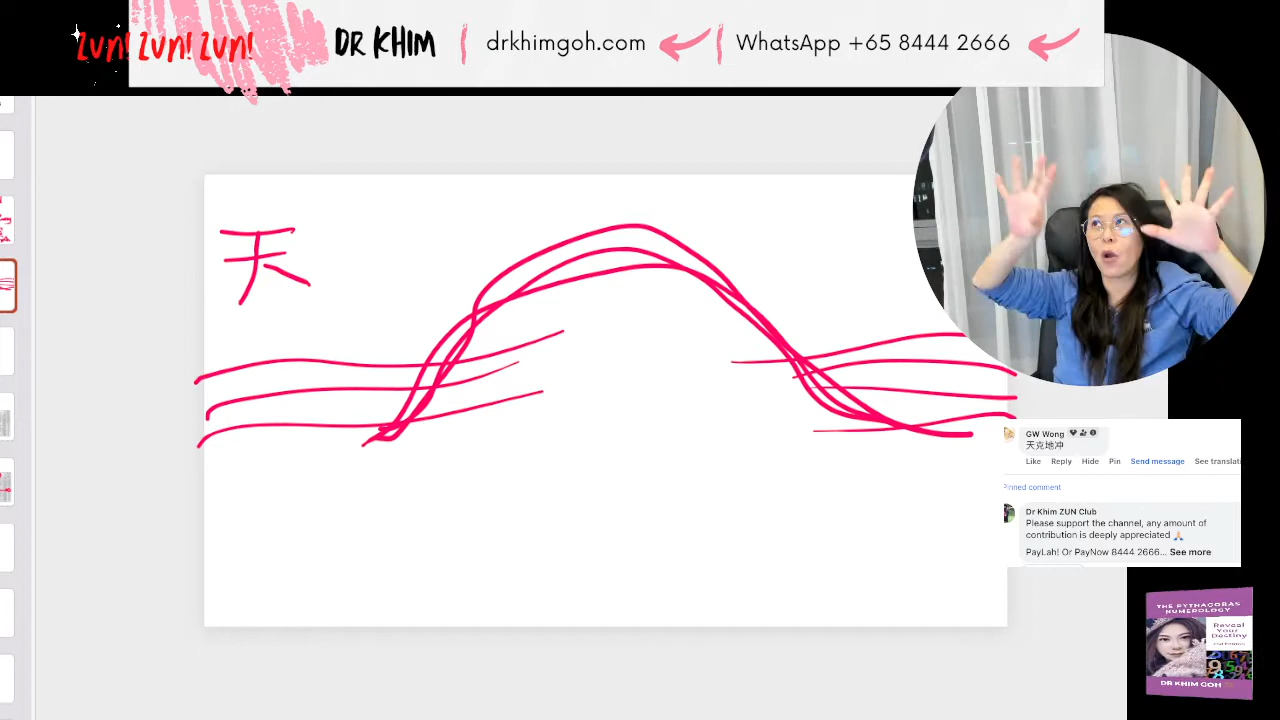 Zun! Zun! Zun!
DR KHIM
drkhimgoh.com
WhatsApp +65 8444 2666
天
GW Wong
天克地冲
Like Reply Hide Pin Send message See translati
Pinned comment
Dr Khim ZUN Club
Please support the channel, any amount of
contribution is deeply appreciated 🙏
PayLah! Or PayNow 8444 2666... See more
THE PYTHAGORAS
NUMEROLOGY
Reveal
Your
Destiny
DR KHIM GOH